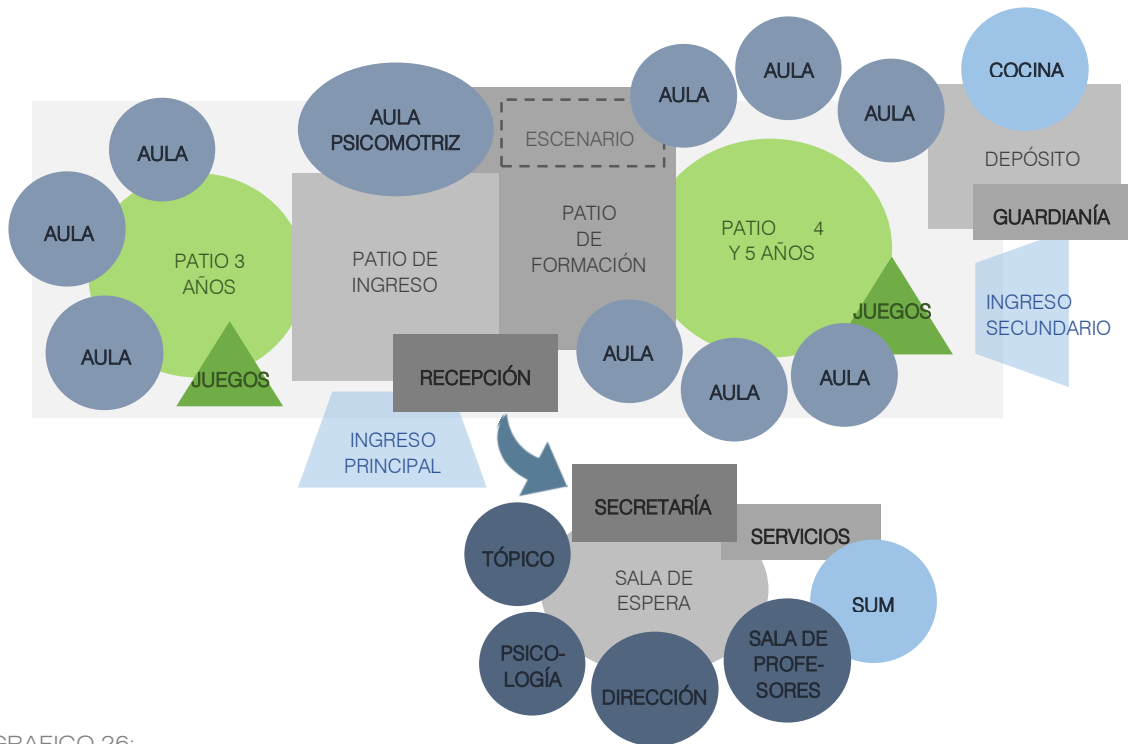 AULA
COCINA
AULA
AULA
AULA
PSICOMOTRIZ
ESCENARIO
AULA
AULA
DEPÓSITO
AULA
GUARDIANÍA
PATIO 3
AÑOS
PATIO DE
INGRESO
PATIO
DE
FORMACIÓN
PATIO 4
Y 5 AÑOS
INGRESO
SECUNDARIO
JUEGOS
AULA
JUEGOS
RECEPCIÓN
AULA
AULA
AULA
INGRESO
PRINCIPAL
SECRETARÍA
SERVICIOS
TÓPICO
SALA DE
ESPERA
SUM
PSICO-
LOGÍA
DIRECCIÓN
SALA DE
PROFE-
SORES
GRAFICO 26: